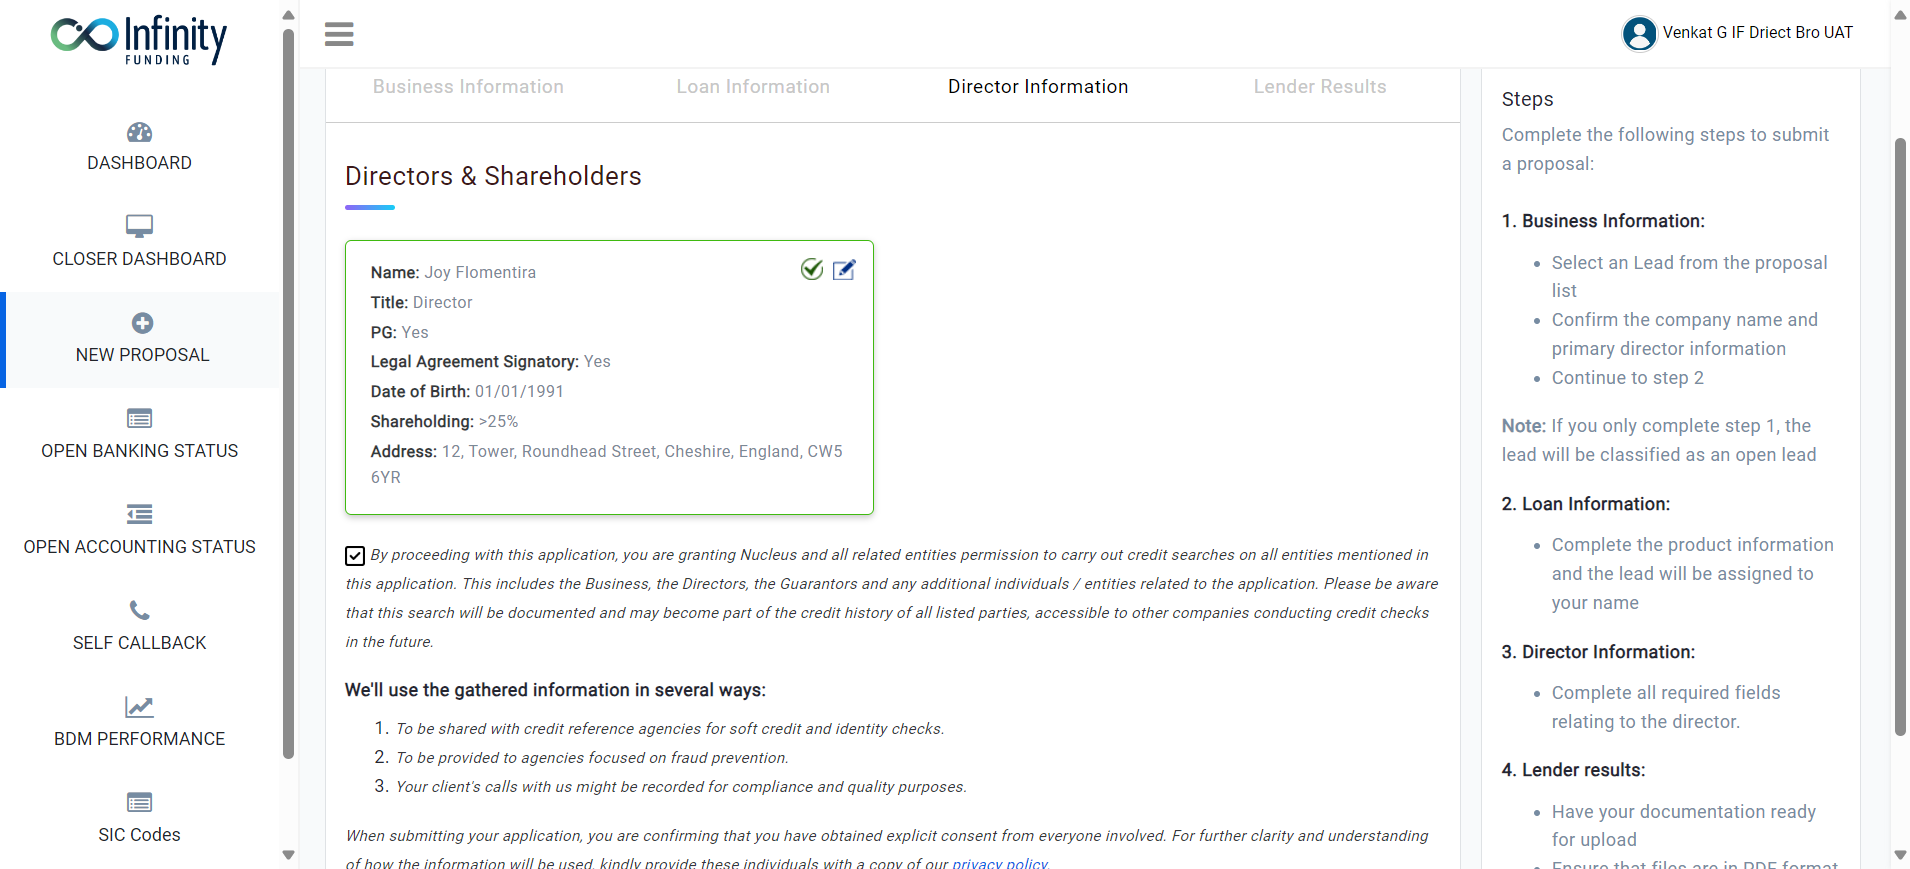 Infinity
FUNDING
DASHBOARD
CLOSER DASHBOARD
NEW PROPOSAL
OPEN BANKING STATUS
OPEN ACCOUNTING STATUS
SELF CALLBACK
BDM PERFORMANCE
SIC Codes
Venkat G IF Driect Bro UAT
Business Information
Loan Information
Director Information
Lender Results
Directors & Shareholders
Name: Joy Flomentira
Title: Director
PG: Yes
Legal Agreement Signatory: Yes
Date of Birth: 01/01/1991
Shareholding: >25%
Address: 12, Tower, Roundhead Street, Cheshire, England, CW5
6YR
By proceeding with this application, you are granting Nucleus and all related entities permission to carry out credit searches on all entities mentioned in
this application. This includes the Business, the Directors, the Guarantors and any additional individuals / entities related to the application. Please be aware
that this search will be documented and may become part of the credit history of all listed parties, accessible to other companies conducting credit checks
in the future.
We'll use the gathered information in several ways:
1. To be shared with credit reference agencies for soft credit and identity checks.
2. To be provided to agencies focused on fraud prevention.
3. Your client's calls with us might be recorded for compliance and quality purposes.
When submitting your application, you are confirming that you have obtained explicit consent from everyone involved. For further clarity and understanding
of how the information will be used, kindly provide these individuals with a copy of our privacy policy.
Steps
Complete the following steps to submit
a proposal:
1. Business Information:
• Select an Lead from the proposal
list
• Confirm the company name and
primary director information
• Continue to step 2
Note: If you only complete step 1, the
lead will be classified as an open lead
2. Loan Information:
• Complete the product information
and the lead will be assigned to
your name
3. Director Information:
• Complete all required fields
relating to the director.
4. Lender results:
• Have your documentation ready
for upload
• Ensure that files are in PDF format